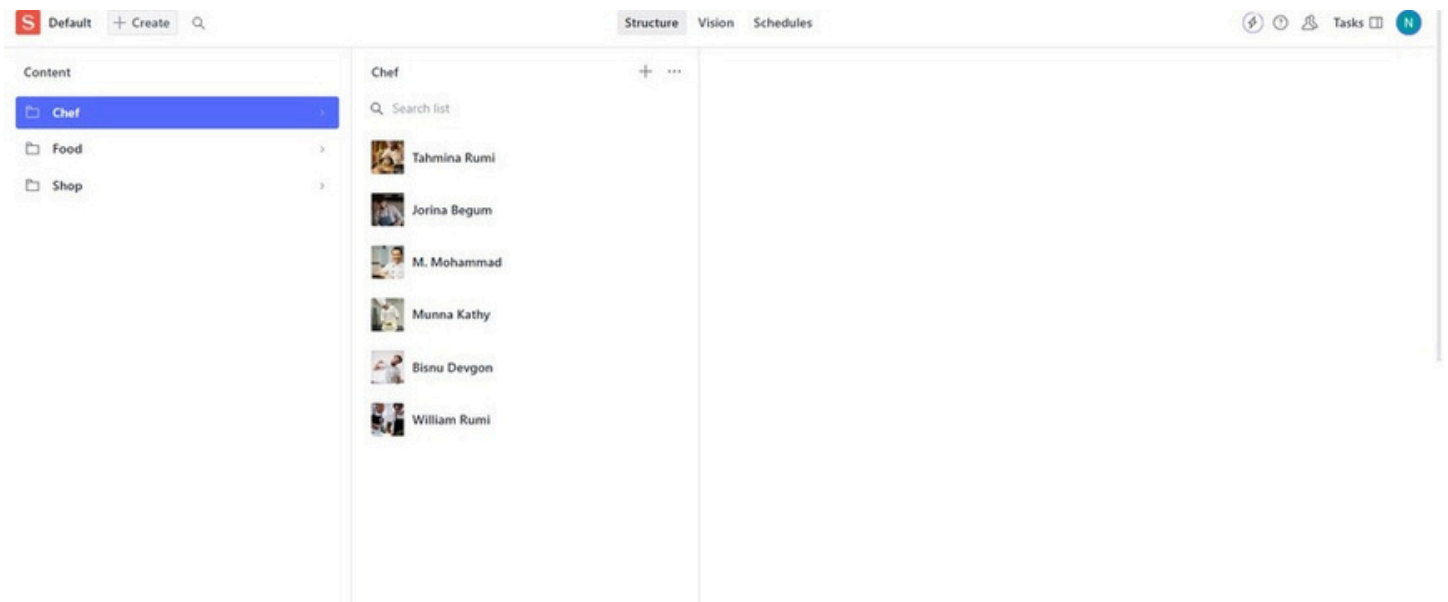 S Default + Create Structure Vision Schedules Tasks N
Content
Chef
Food
Shop
Chef
Search list
Tahmina Rumi
Jorina Begum
M. Mohammad
Munna Kathy
Bisnu Devgon
William Rumi